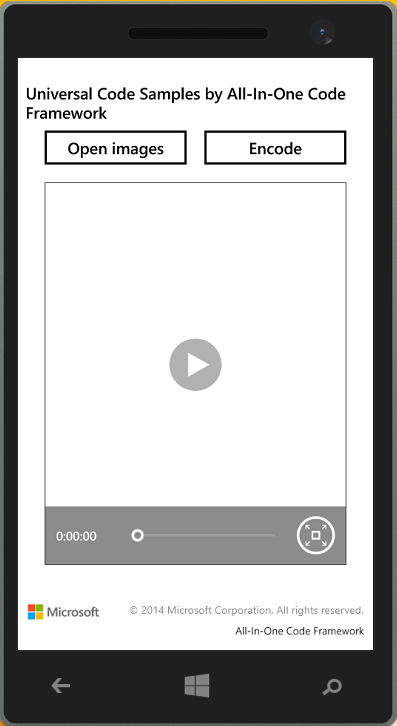 Universal Code Samples by All-In-One Code
Framework
Open images
Encode
0:00:00
Microsoft
© 2014 Microsoft Corporation. All rights reserved.
All-In-One Code Framework